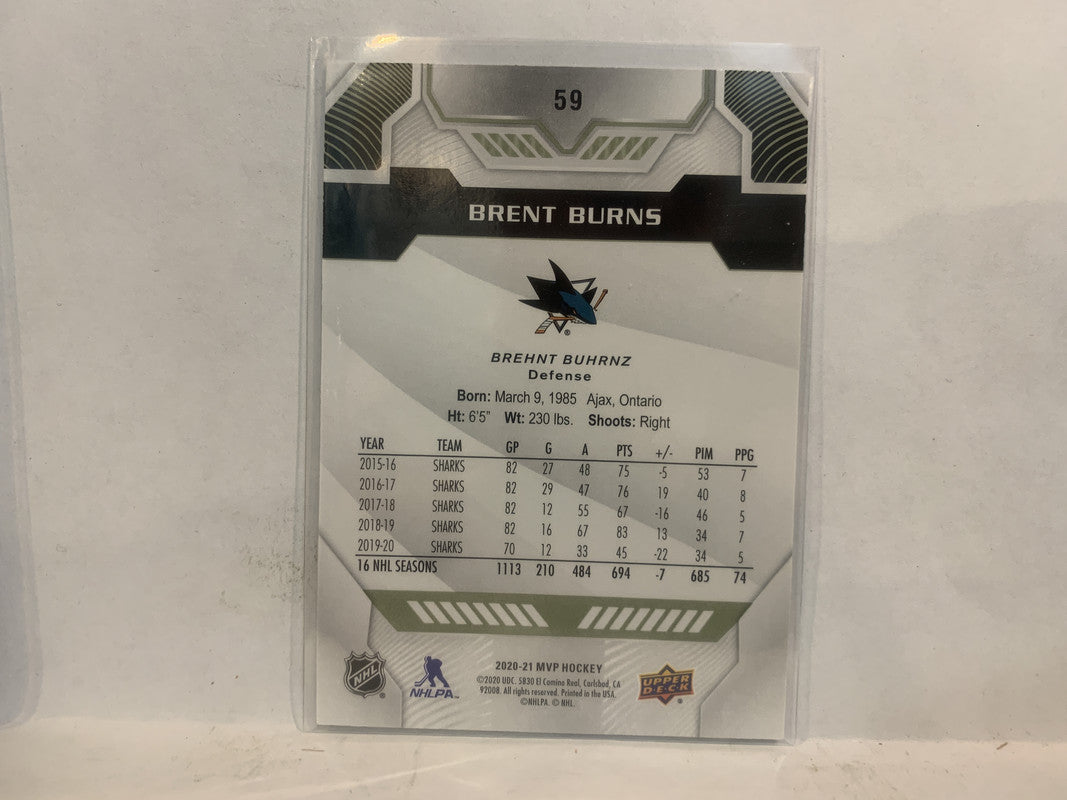 59
BRENT BURNS
®
BREHNT BUHRNZ
Defense
Born: March 9, 1985 Ajax, Ontario
Ht: 6'5" Wt: 230 lbs. Shoots: Right
YEAR TEAM GP G A PTS +/- PIM PPG
2015-16 SHARKS 82 27 48 75 -5 53 7
2016-17 SHARKS 82 29 47 76 19 40 8
2017-18 SHARKS 82 12 55 67 -16 46 5
2018-19 SHARKS 82 16 67 83 13 34 7
2019-20 SHARKS 70 12 33 45 -22 34 5
16 NHL SEASONS 1113 210 484 694 -7 685 74
NHL ®
NHLPA™
2020-21 MVP HOCKEY
©2020 UDC. 5830 El Camino Real, Carlsbad, CA
92008. All rights reserved. Printed in the USA.
©NHLPA. © NHL.
UPPER
D·E·C·K ®